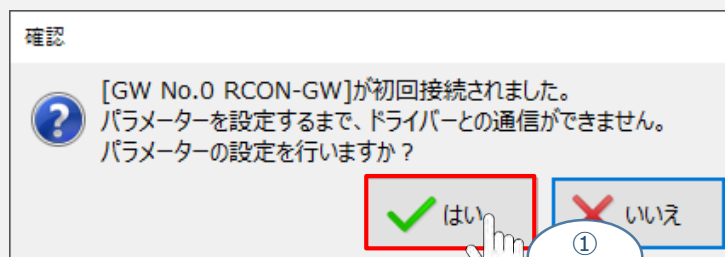 確認
[GW No.0 RCON-GW]が初回接続されました。
パラメーターを設定するまで、ドライバーとの通信ができません。
パラメーターの設定を行いますか？
はい いいえ
①